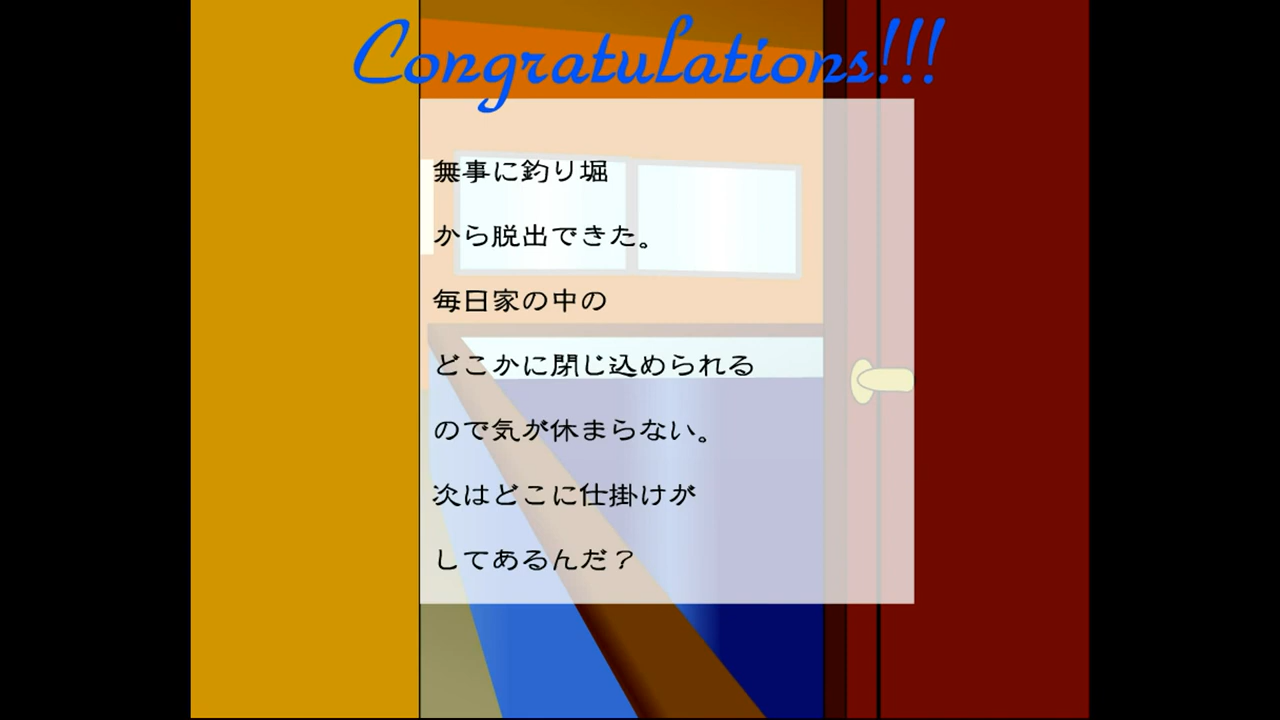 Congratulations!!!
無事に釣り堀
から脱出できた。
毎日家の中の
どこかに閉じ込められる
ので気が休まらない。
次はどこに仕掛けが
してあるんだ？